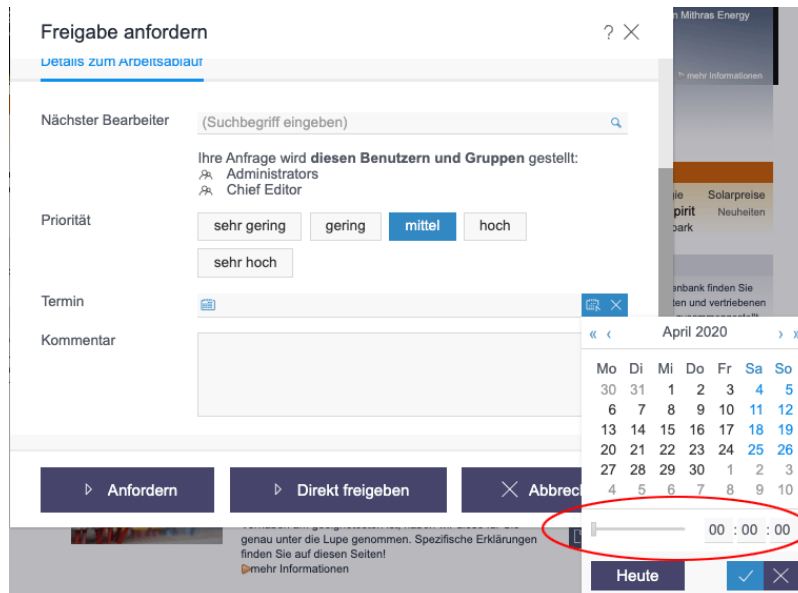 Freigabe anfordern
?
n Mithras Energy
mehr Informationen
Details zum Arbeitsablauf
Nächster Bearbeiter
(Suchbegriff eingeben)
Ihre Anfrage wird diesen Benutzern und Gruppen gestellt:
Administrators
Chief Editor
Priorität
sehr gering
gering
mittel
hoch
sehr hoch
gie Solarpreise
pirit Neuheiten
park
Termin
enbank finden Sie
ten und vertriebenen
Kommentar
« ‹ April 2020 › »
Mo Di Mi Do Fr Sa So
30 31 1 2 3 4 5
6 7 8 9 10 11 12
13 14 15 16 17 18 19
20 21 22 23 24 25 26
27 28 29 30 1 2 3
4 5 6 7 8 9 10
00 : 00 : 00
Heute
Anfordern
Direkt freigeben
Abbrec
genau unter die Lupe genommen. Spezifische Erklärungen
finden Sie auf diesen Seiten!
mehr Informationen